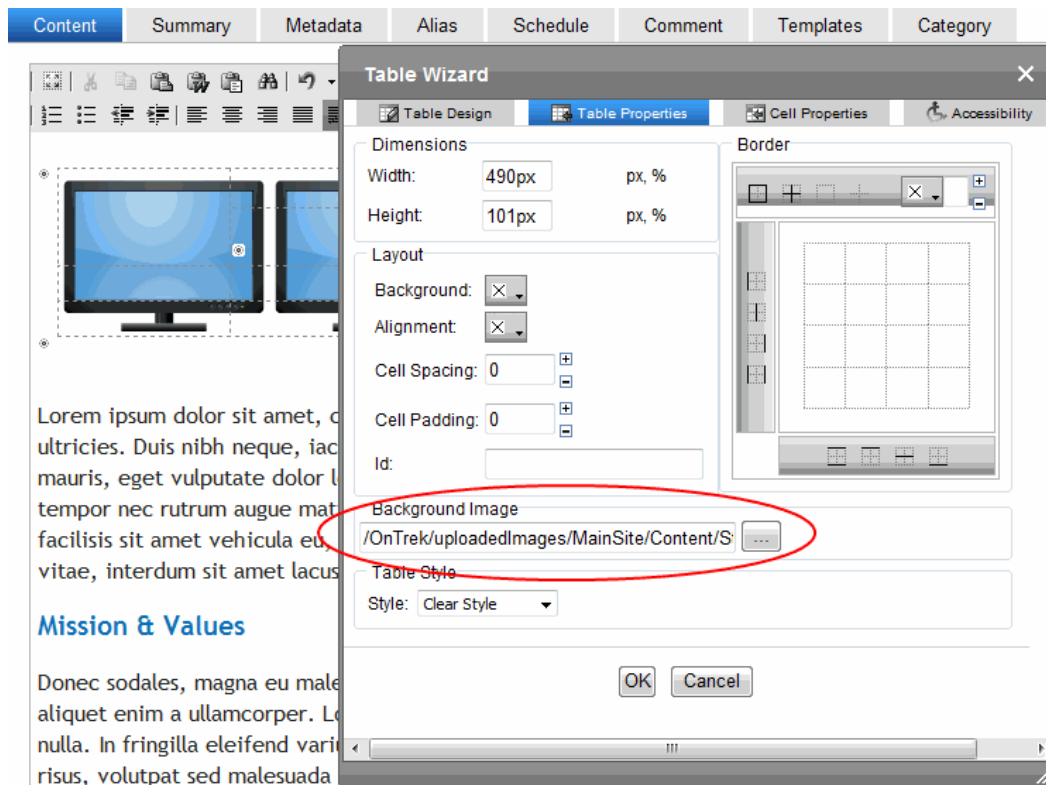 Content Summary Metadata Alias Schedule Comment Templates Category
Table Wizard
Table Design Table Properties Cell Properties Accessibility
Dimensions
Width: 490px px, %
Height: 101px px, %
Border
Layout
Background:
Alignment:
Cell Spacing: 0
Cell Padding: 0
Id:
Background Image
/OnTrek/uploadedImages/MainSite/Content/St ...
Table Style
Style: Clear Style
OK Cancel
Lorem ipsum dolor sit amet, c
ultricies. Duis nibh neque, iac
mauris, eget vulputate dolor l
tempor nec rutrum augue mat
facilisis sit amet vehicula eu,
vitae, interdum sit amet lacus
Mission & Values
Donec sodales, magna eu male
aliquet enim a ullamcorper. Lo
nulla. In fringilla eleifend variu
risus, volutpat sed malesuada